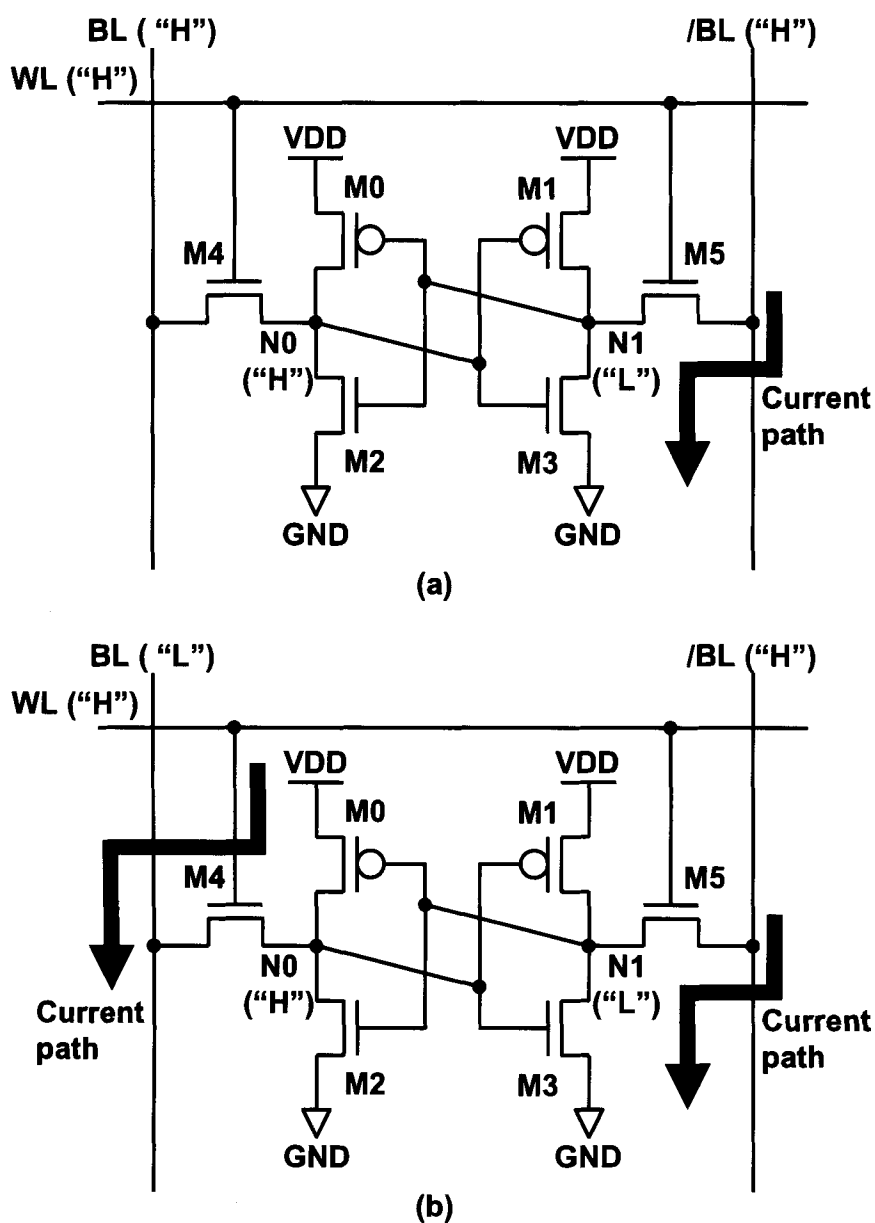 BL ( “H”) /BL (“H”)
WL (“H”)
VDD VDD
M0 M1
M4 M5
N0 N1
(“H”) (“L”)
Current
path
M2 M3
GND GND
(a)
BL ( “L”) /BL (“H”)
WL (“H”)
VDD VDD
M0 M1
M4 M5
N0 N1
(“H”) (“L”)
Current
path
Current
path
M2 M3
GND GND
(b)